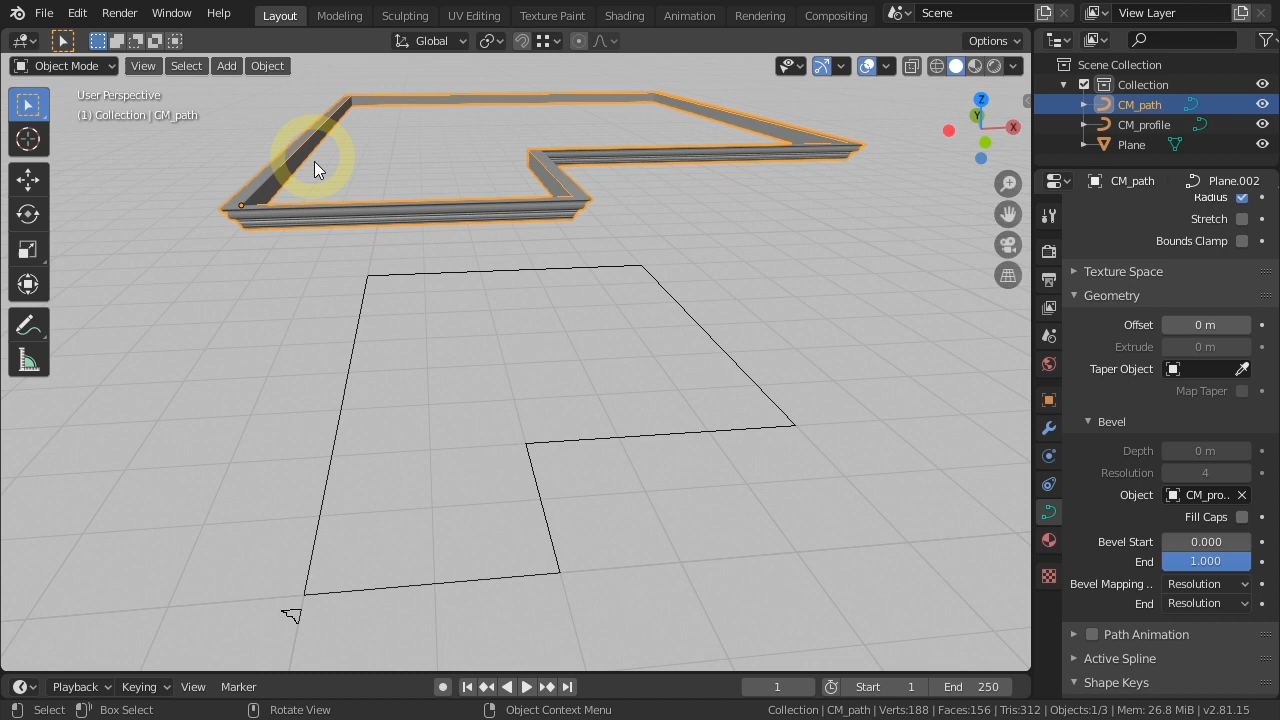 File Edit Render Window Help Layout Modeling Sculpting UV Editing Texture Paint Shading Animation Rendering Compositing Scene View Layer
Global Options
Object Mode View Select Add Object
User Perspective
(1) Collection | CM_path
Z
Y
X
Scene Collection
Collection
CM_path
CM_profile
Plane
CM_path Plane.002
Radius
Stretch
Bounds Clamp
Texture Space
Geometry
Offset 0 m
Extrude 0 m
Taper Object
Map Taper
Bevel
Depth 0 m
Resolution 4
Object CM_pro..
Fill Caps
Bevel Start 0.000
End 1.000
Bevel Mapping .. Resolution
End Resolution
Path Animation
Active Spline
Shape Keys
Playback Keying View Marker 1 Start 1 End 250
Select Box Select Rotate View Object Context Menu Collection | CM_path | Verts:188 | Faces:156 | Tris:312 | Objects:1/3 | Mem: 26.8 MiB | v2.81.15